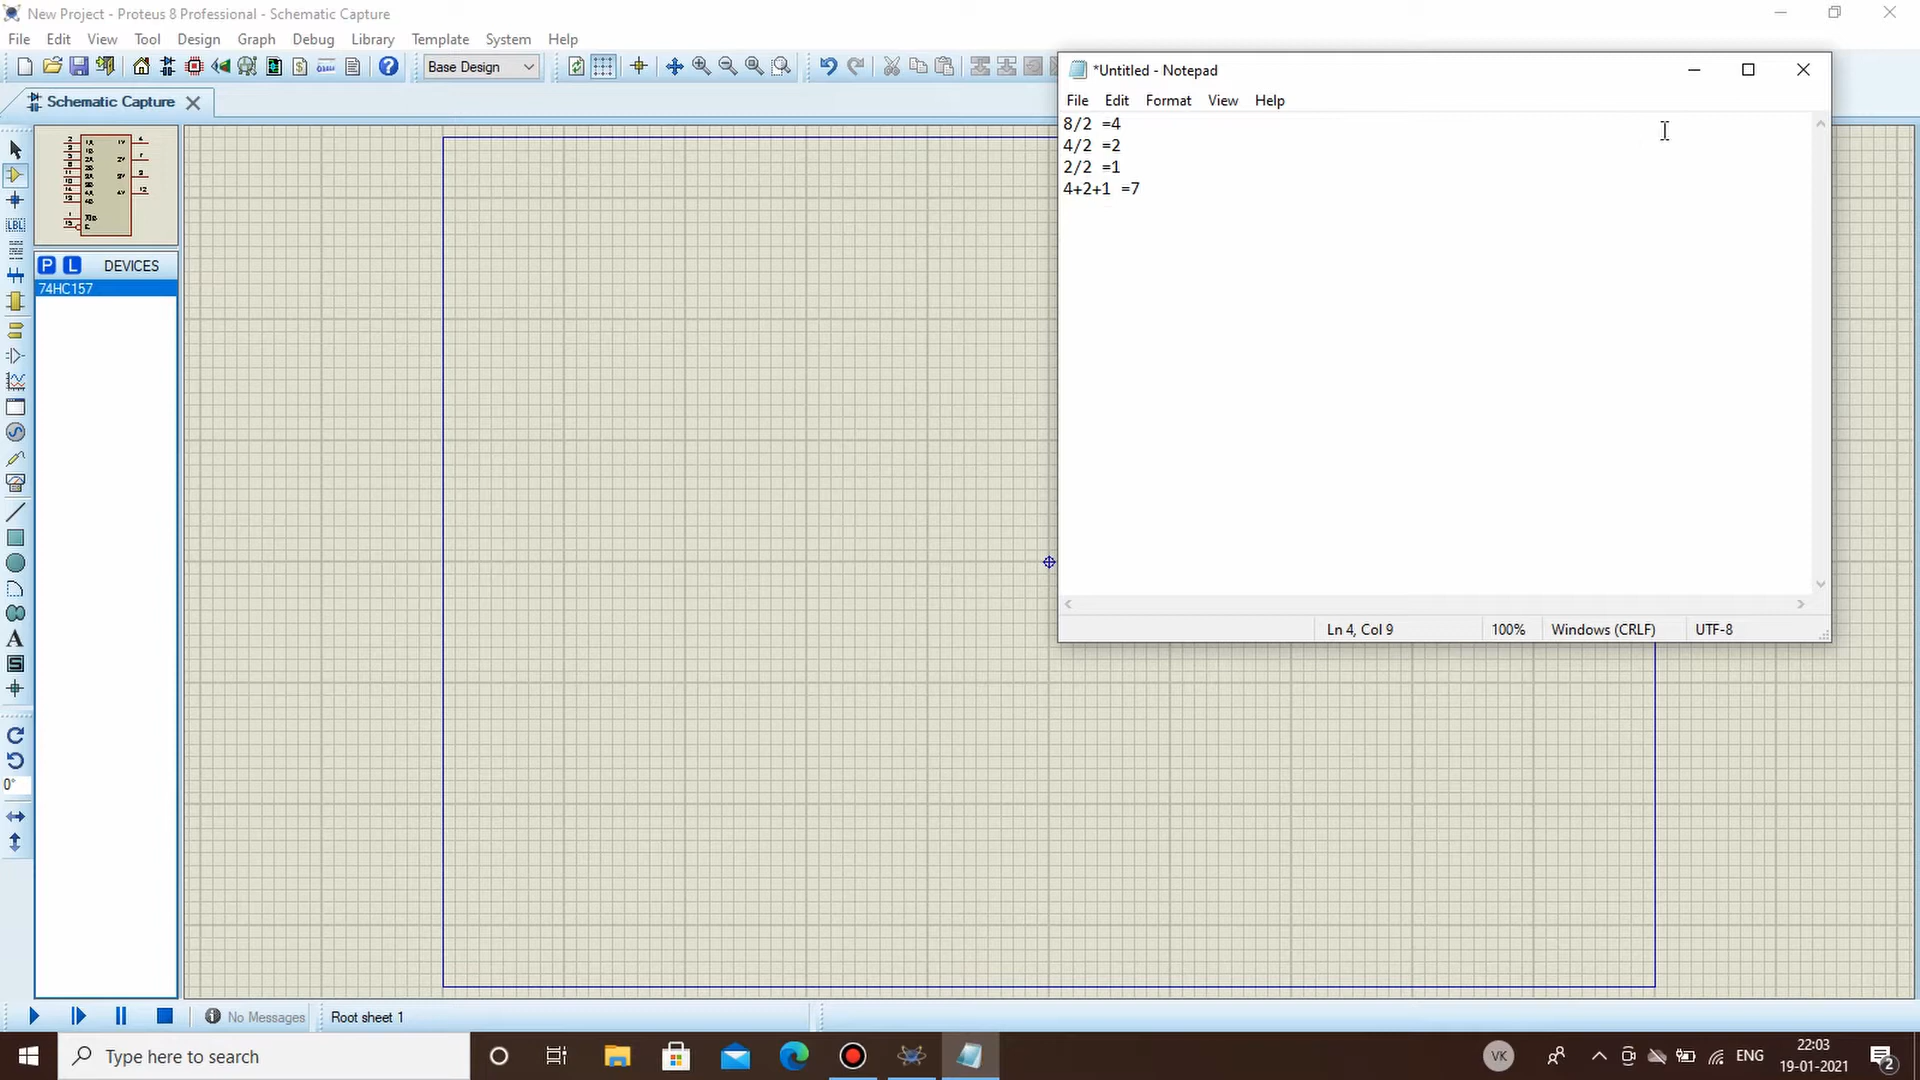 New Project - Proteus 8 Professional - Schematic Capture
File Edit View Tool Design Graph Debug Library Template System Help
Base Design
Schematic Capture
P L DEVICES
74HC157
LBL
A
S
0°
*Untitled - Notepad
File Edit Format View Help
8/2 =4
4/2 =2
2/2 =1
4+2+1 =7
Ln 4, Col 9 100% Windows (CRLF) UTF-8
No Messages Root sheet 1
Type here to search
VK
ENG
22:03
19-01-2021
2